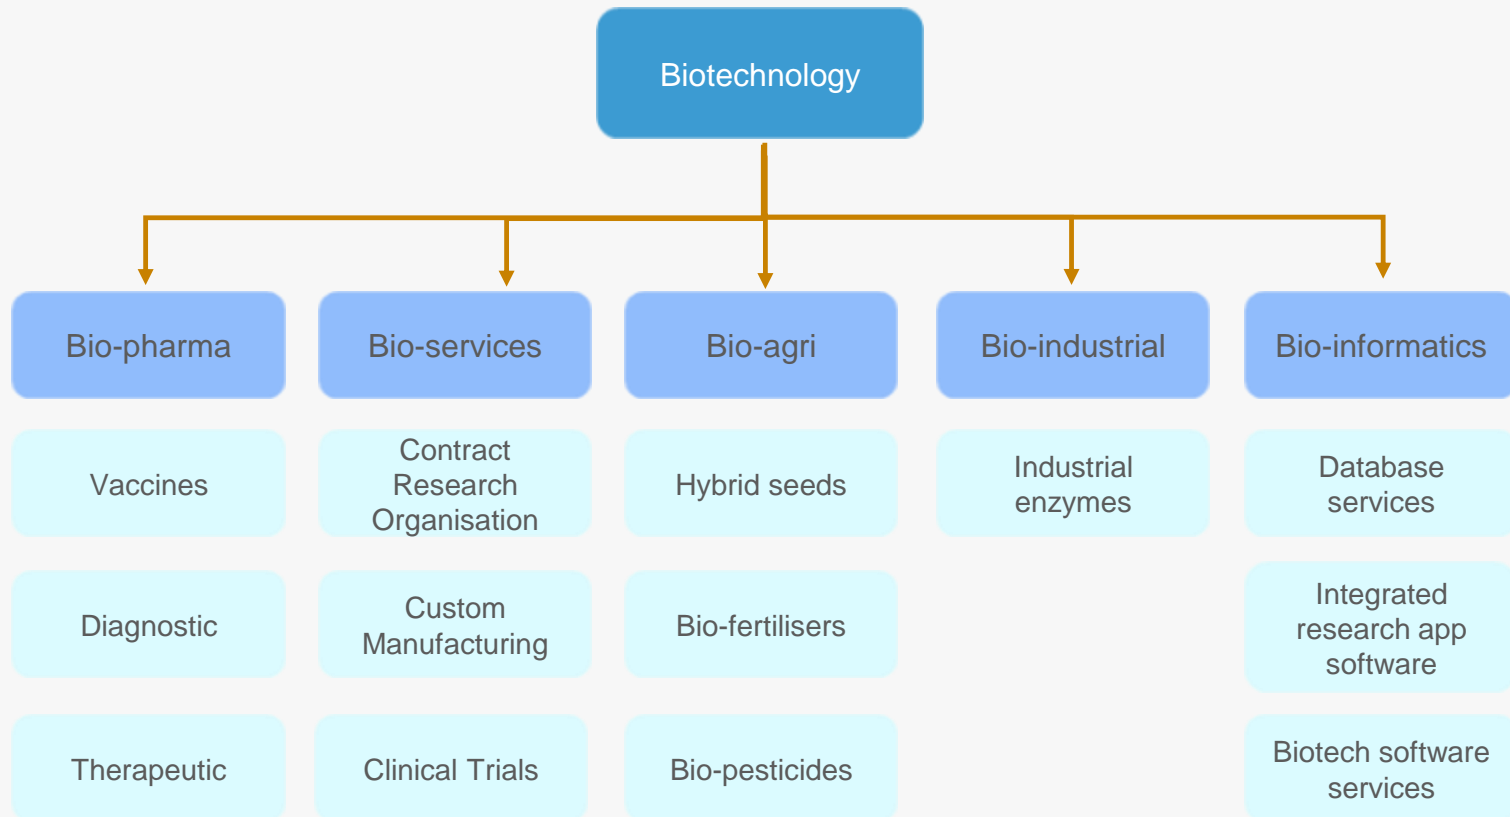 Biotechnology
Bio-pharma
Bio-services
Bio-agri
Bio-industrial
Bio-informatics
Vaccines
Contract
Research
Organisation
Hybrid seeds
Industrial
enzymes
Database
services
Diagnostic
Custom
Manufacturing
Bio-fertilisers
Integrated
research app
software
Therapeutic
Clinical Trials
Bio-pesticides
Biotech software
services